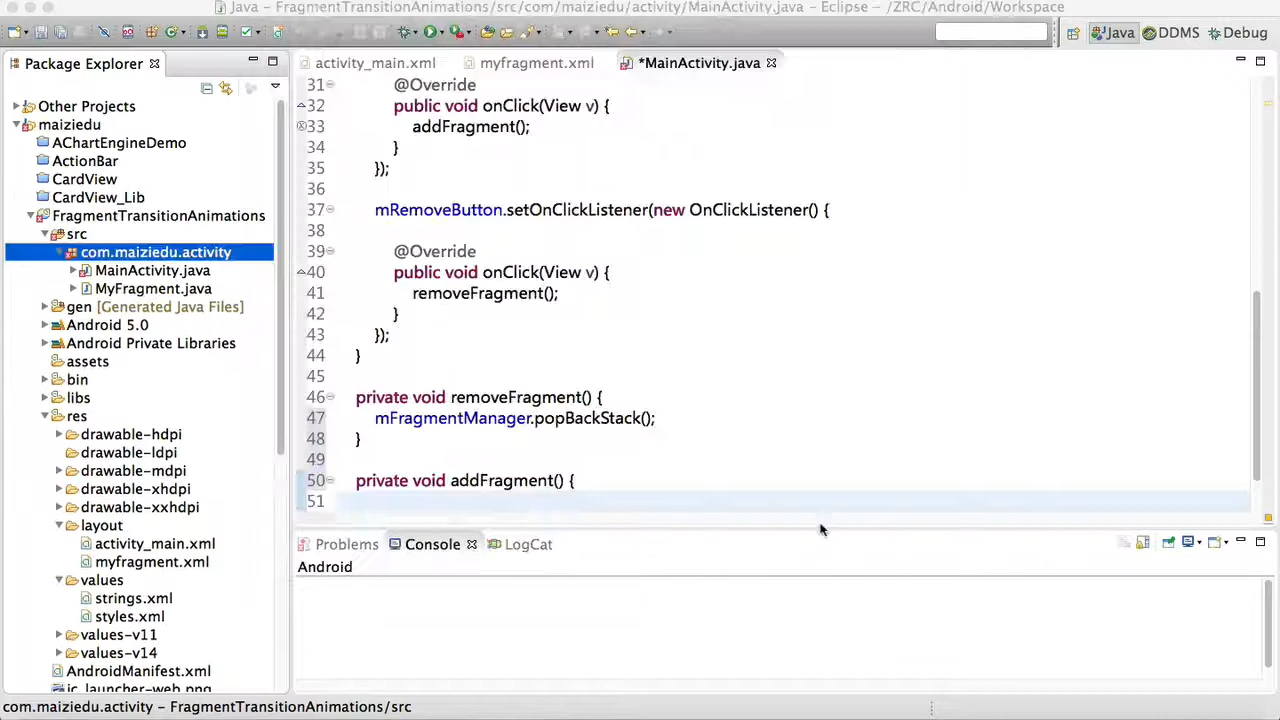 Java – FragmentTransitionAnimations/src/com/maiziedu/activity/MainActivity.java – Eclipse – /ZRC/Android/Workspace
Java
DDMS
Debug
Package Explorer
Other Projects
maiziedu
AChartEngineDemo
ActionBar
CardView
CardView_Lib
FragmentTransitionAnimations
src
com.maiziedu.activity
MainActivity.java
MyFragment.java
gen [Generated Java Files]
Android 5.0
Android Private Libraries
assets
bin
libs
res
drawable-hdpi
drawable-ldpi
drawable-mdpi
drawable-xhdpi
drawable-xxhdpi
layout
activity_main.xml
myfragment.xml
values
strings.xml
styles.xml
values-v11
values-v14
AndroidManifest.xml
ic_launcher-web.png
activity_main.xml
myfragment.xml
*MainActivity.java
31 @Override
32 public void onClick(View v) {
33 addFragment();
34 }
35 });
36
37 mRemoveButton.setOnClickListener(new OnClickListener() {
38
39 @Override
40 public void onClick(View v) {
41 removeFragment();
42 }
43 });
44 }
45
46 private void removeFragment() {
47 mFragmentManager.popBackStack();
48 }
49
50 private void addFragment() {
51
Problems
Console
LogCat
Android
com.maiziedu.activity – FragmentTransitionAnimations/src